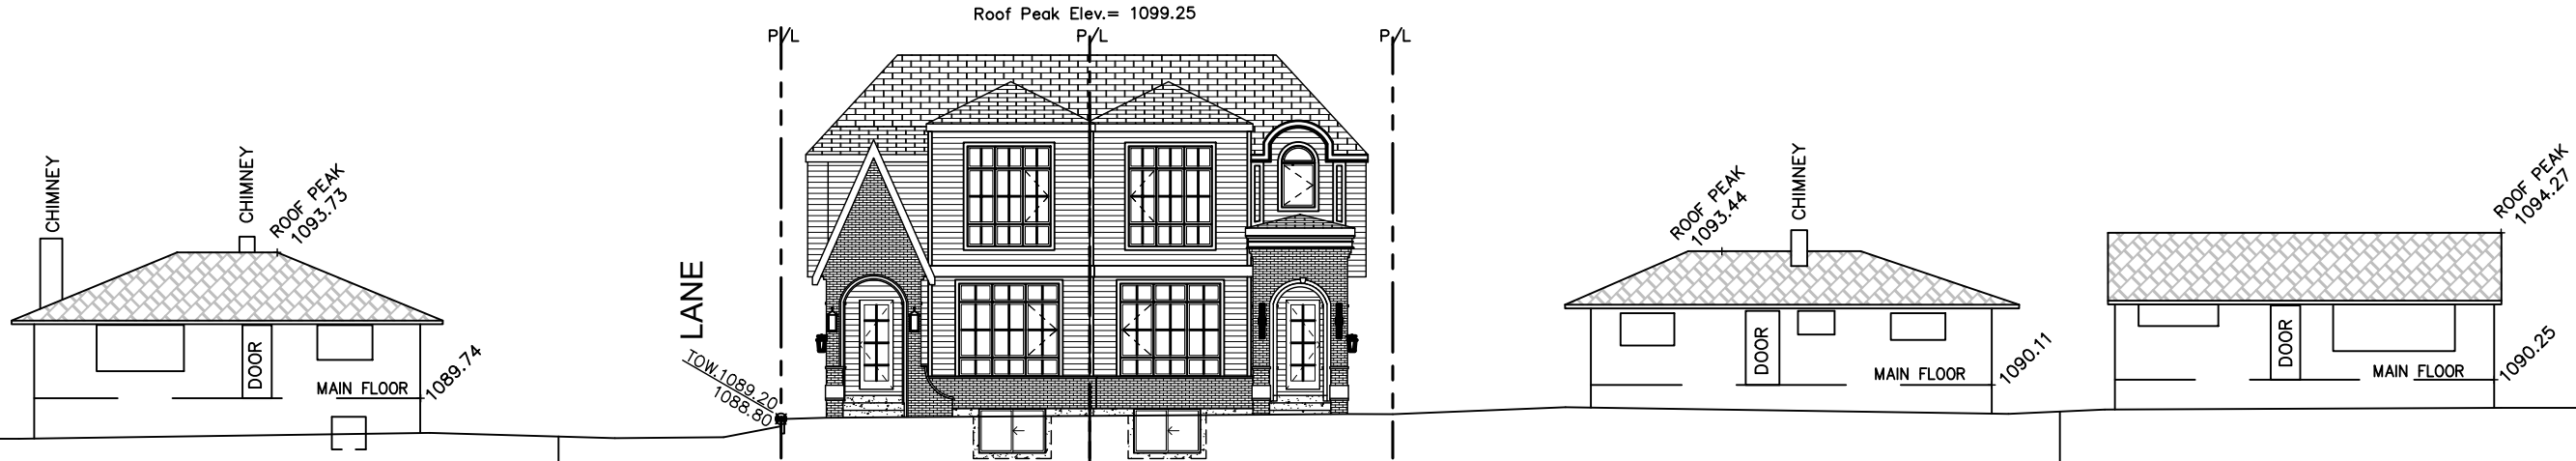 Roof Peak Elev.= 1099.25
P/L
P/L
P/L
CHIMNEY
CHIMNEY
ROOF PEAK
1093.73
DOOR
MAIN FLOOR
1089.74
LANE
TOW 1089.20
1088.80
ROOF PEAK
1093.44
CHIMNEY
DOOR
MAIN FLOOR
1090.11
ROOF PEAK
1094.27
DOOR
MAIN FLOOR
1090.25